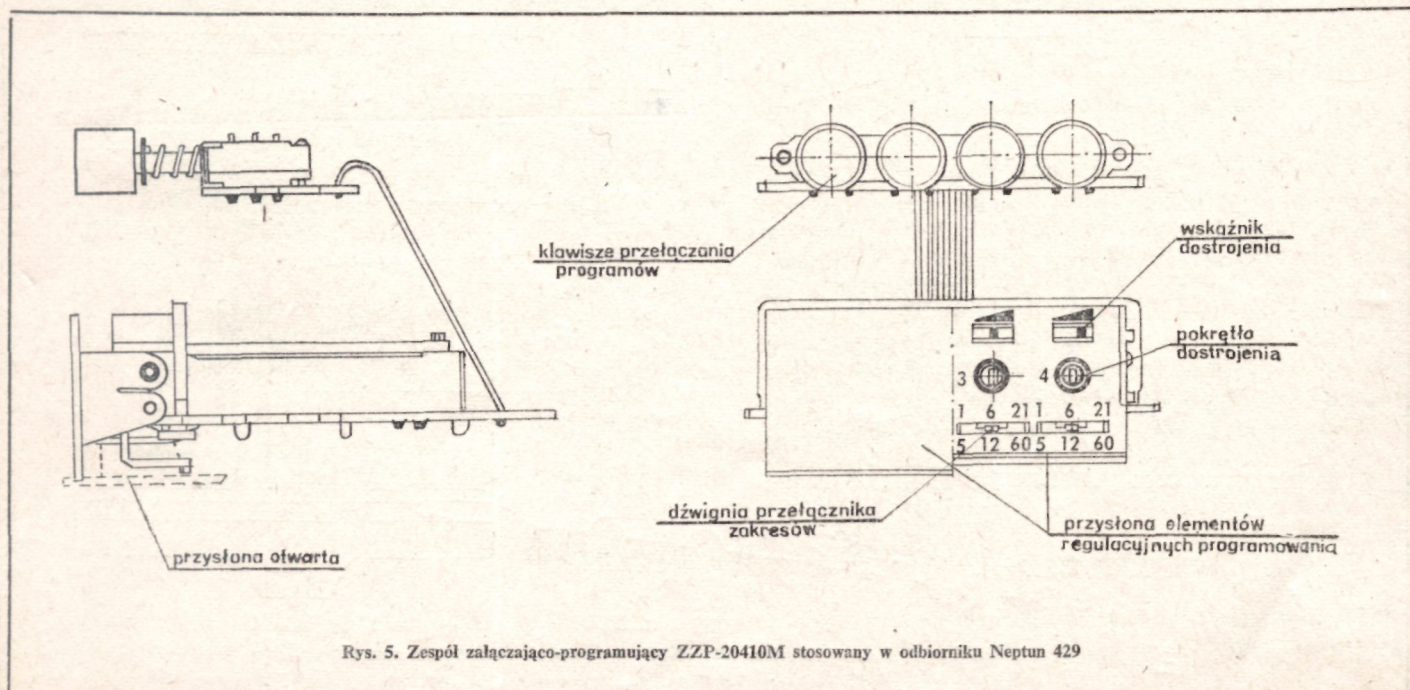 klawisze przełączania
programów
wskaźnik
dostrojenia
pokrętła
dostrojenia
3 4
1 6 21 1 6 21
5 12 60 5 12 60
dźwignia przełącznika
zakresów
przysłona elementów
regulacyjnych programowania
przysłona otwarta
Rys. 5. Zespół załączająco-programujący ZZP-20410M stosowany w odbiorniku Neptun 429